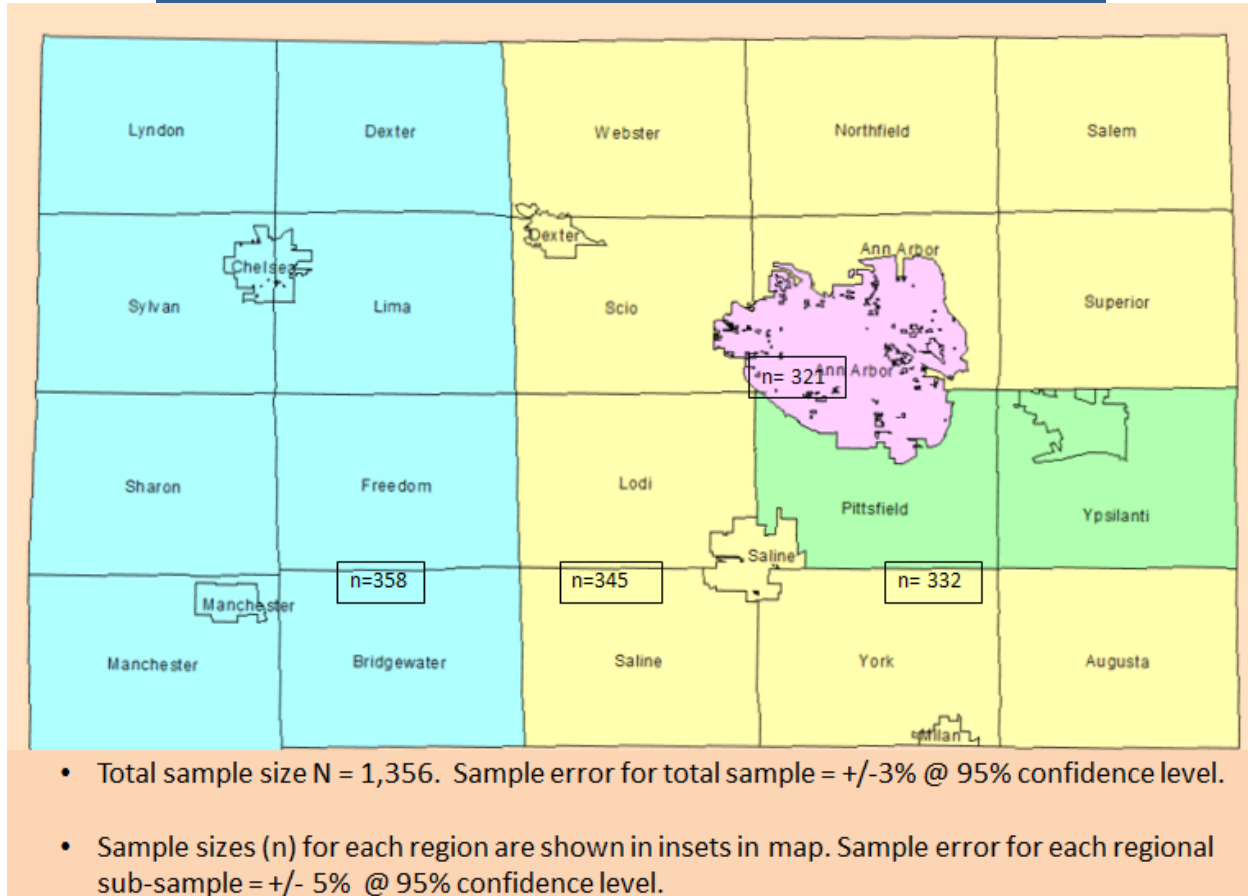 Lyndon
Dexter
Webster
Northfield
Salem
Dexter
Ann Arbor
Chelsea
Sylvan
Lima
Scio
Superior
n= 321
Ann Arbor
Sharon
Freedom
Lodi
Pittsfield
Ypsilanti
Saline
n=358
n=345
n= 332
Manchester
Manchester
Bridgewater
Saline
York
Augusta
Milan
• Total sample size N = 1,356. Sample error for total sample = +/-3% @ 95% confidence level.
• Sample sizes (n) for each region are shown in insets in map. Sample error for each regional
sub-sample = +/- 5% @ 95% confidence level.